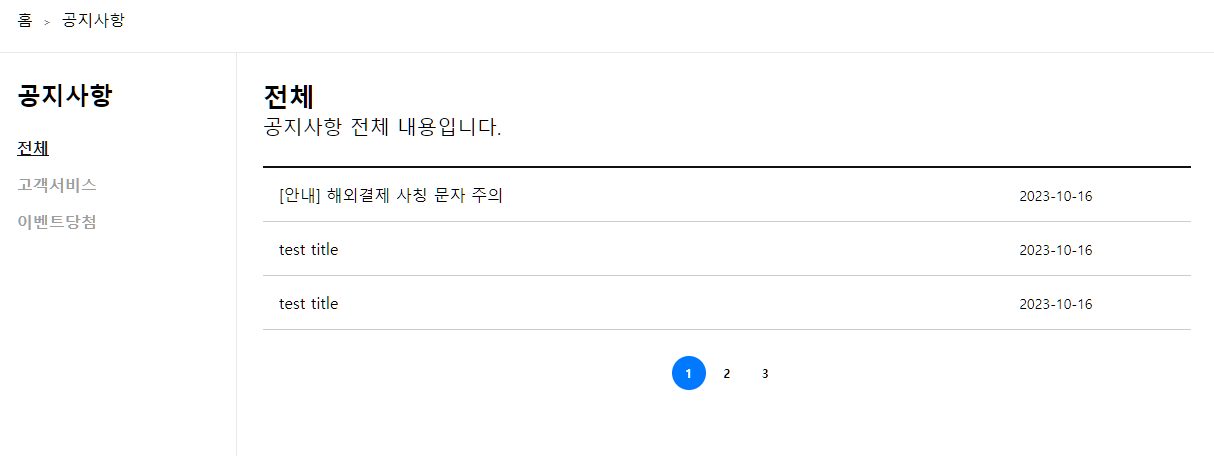 홈 > 공지사항
공지사항
전체
고객서비스
이벤트당첨
전체
공지사항 전체 내용입니다.
[안내] 해외결제 사칭 문자 주의 2023-10-16
test title 2023-10-16
test title 2023-10-16
1 2 3